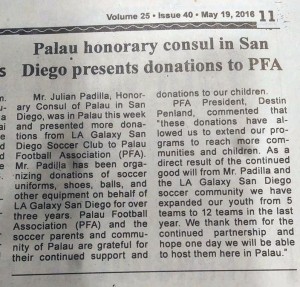 Volume 25 • Issue 40 • May 19, 2016 11
Palau honorary consul in San
Diego presents donations to PFA
Mr. Julian Padilla, Honor-
ary Consul of Palau in San
Diego, was in Palau this week
and presented more dona-
tions from LA Galaxy San
Diego Soccer Club to Palau
Football Association (PFA).
Mr. Padilla has been organ-
izing donations of soccer
uniforms, shoes, balls, and
other equipment on behalf of
LA Galaxy San Diego for over
three years. Palau Football
Association (PFA) and the
soccer parents and commu-
nity of Palau are grateful for
their continued support and
donations to our children.
PFA President, Destin
Penland, commented that
"these donations have al-
lowed us to extend our pro-
grams to reach more com-
munities and children. As a
direct result of the continued
good will from Mr. Padilla and
the LA Galaxy San Diego
soccer community we have
expanded our youth from 5
teams to 12 teams in the last
year. We thank them for the
continued partnership and
hope one day we will be able
to host them here in Palau."